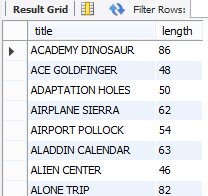 Result Grid Filter Rows:
title length
ACADEMY DINOSAUR 86
ACE GOLDFINGER 48
ADAPTATION HOLES 50
AIRPLANE SIERRA 62
AIRPORT POLLOCK 54
ALADDIN CALENDAR 63
ALIEN CENTER 46
ALONE TRIP 82